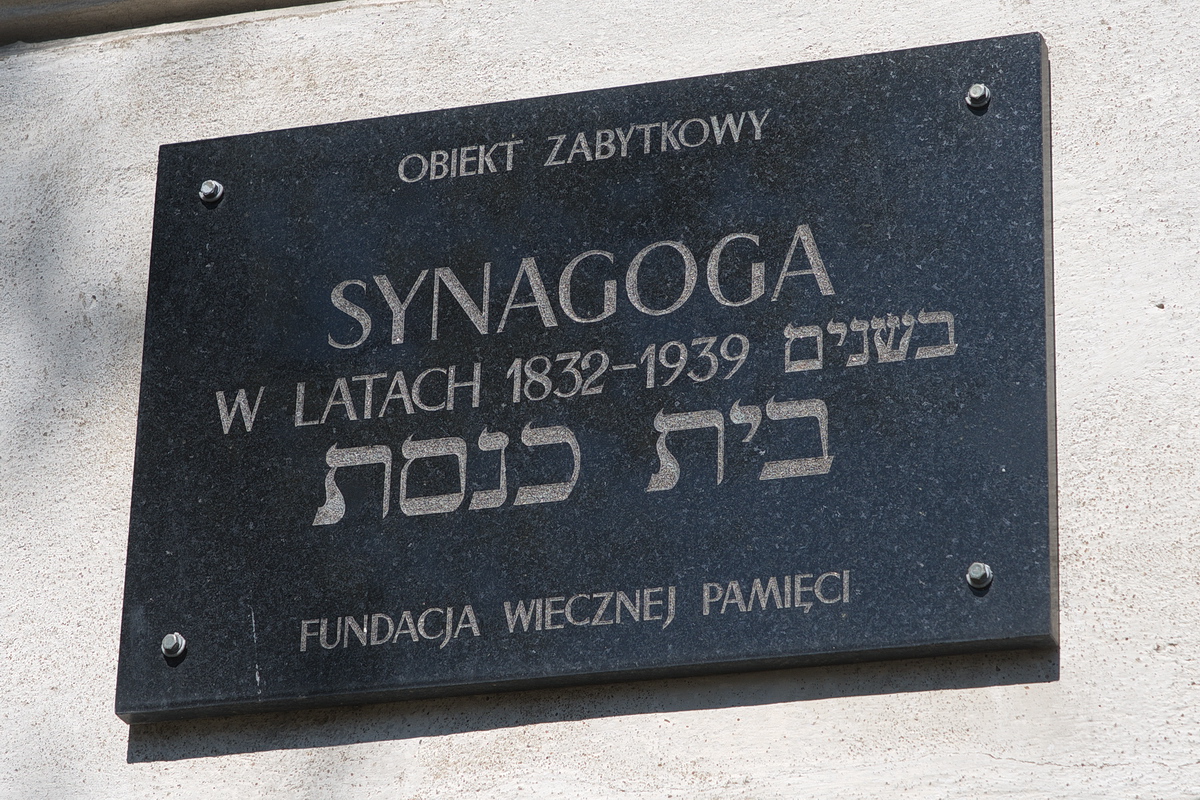 OBIEKT ZABYTKOWY
SYNAGOGA
W LATACH 1832-1939 בשנים
בית כנסת
FUNDACJA WIECZNEJ PAMIĘCI